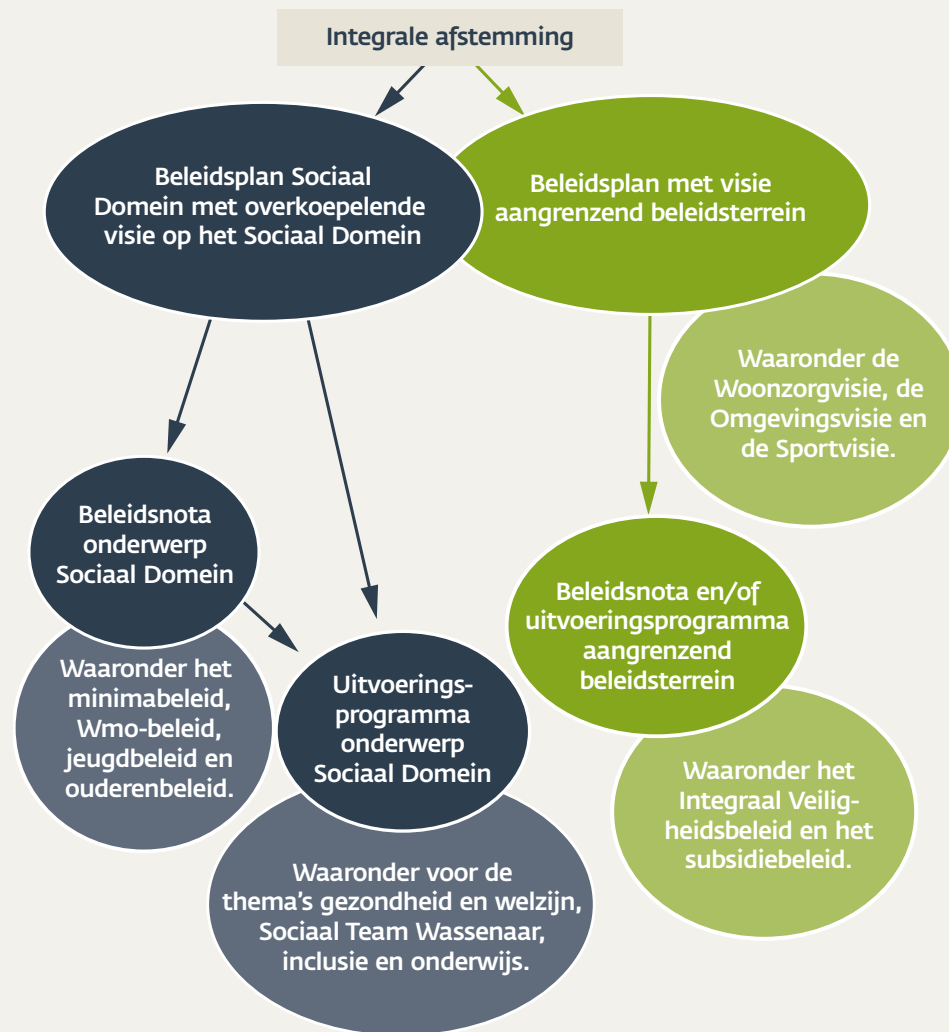 Integrale afstemming
Beleidsplan Sociaal
Domein met overkoepelende
visie op het Sociaal Domein
Beleidsplan met visie
aangrenzend beleidsterrein
Waaronder de
Woonzorgvisie, de
Omgevingsvisie en
de Sportvisie.
Beleidsnota
onderwerp
Sociaal Domein
Waaronder het
minimabeleid,
Wmo-beleid,
jeugdbeleid en
ouderenbeleid.
Uitvoerings-
programma
onderwerp
Sociaal Domein
Waaronder voor de
thema's gezondheid en welzijn,
Sociaal Team Wassenaar,
inclusie en onderwijs.
Beleidsnota en/of
uitvoeringsprogramma
aangrenzend
beleidsterrein
Waaronder het
Integraal Veilig-
heidsbeleid en het
subsidiebeleid.